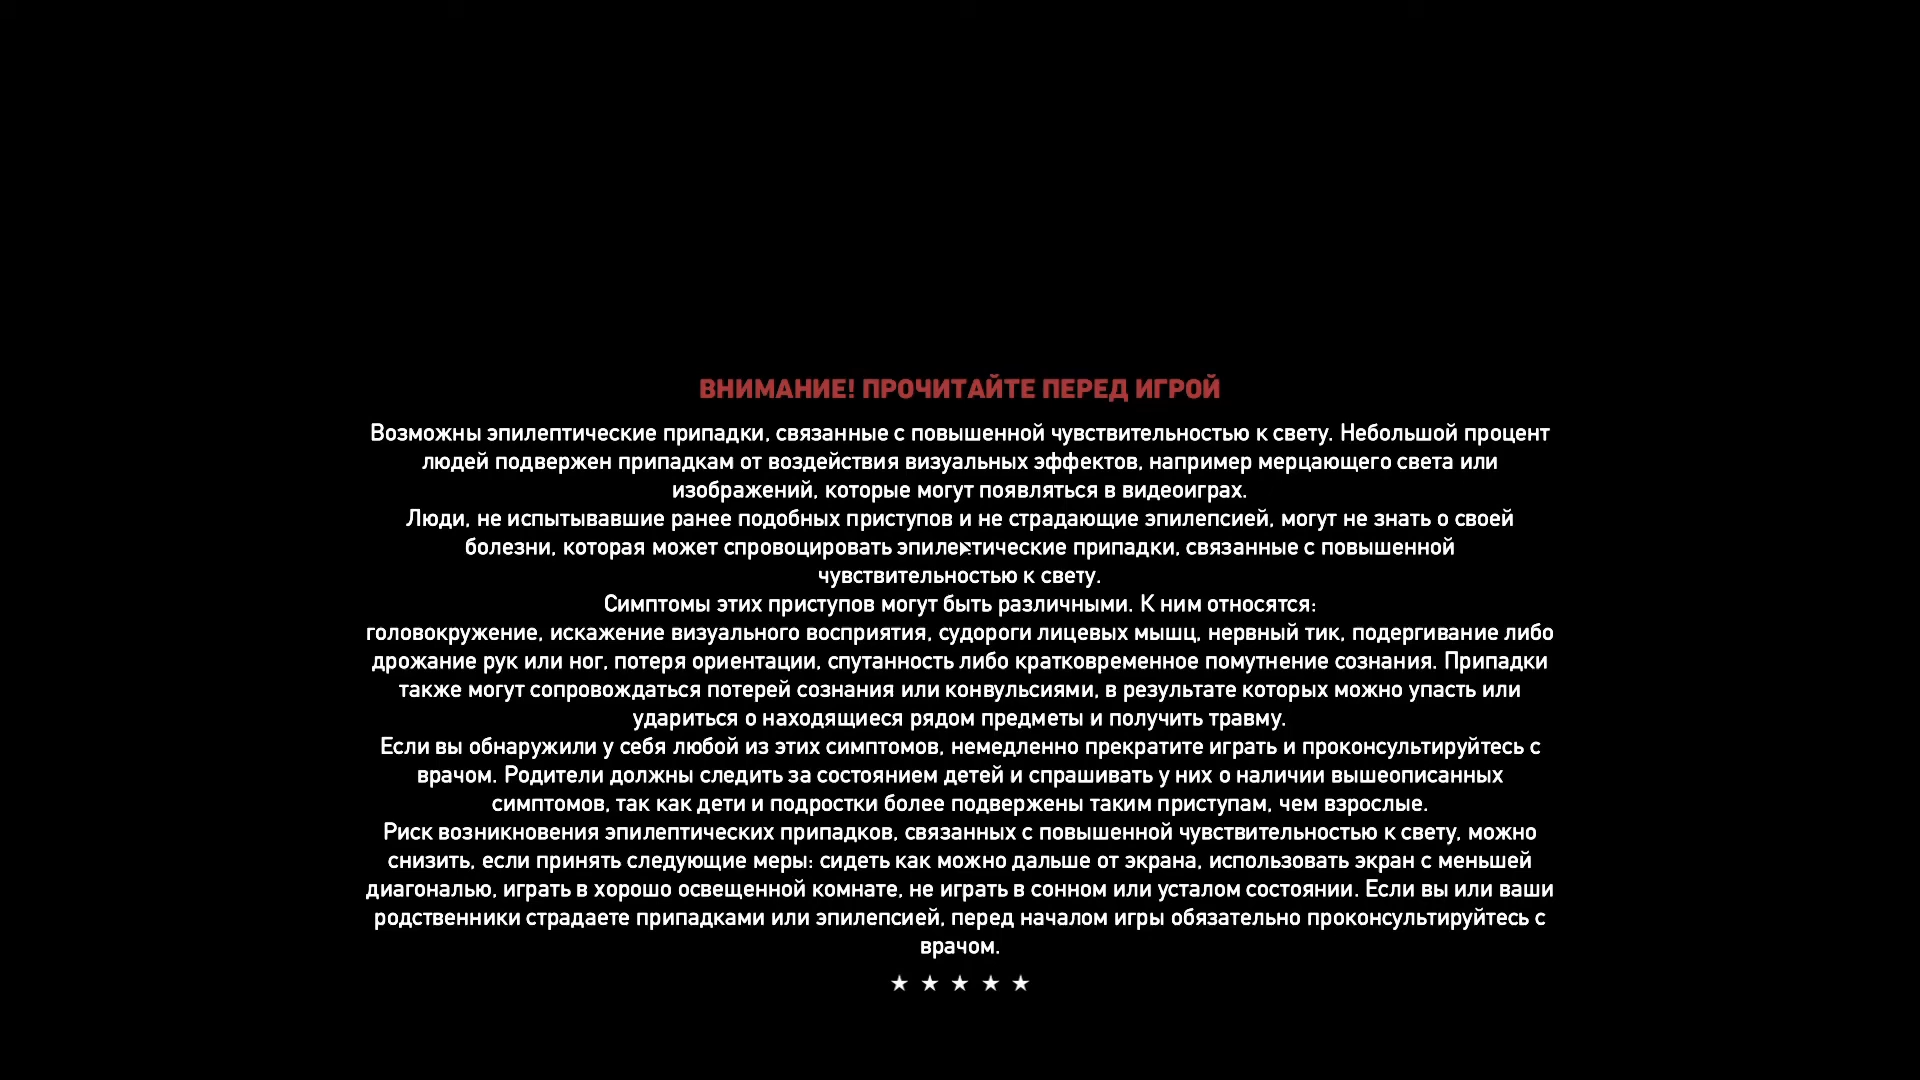 ВНИМАНИЕ! ПРОЧИТАЙТЕ ПЕРЕД ИГРОЙ
Возможны эпилептические припадки, связанные с повышенной чувствительностью к свету. Небольшой процент
людей подвержен припадкам от воздействия визуальных эффектов, например мерцающего света или
изображений, которые могут появляться в видеоиграх.
Люди, не испытывавшие ранее подобных приступов и не страдающие эпилепсией, могут не знать о своей
болезни, которая может спровоцировать эпилептические припадки, связанные с повышенной
чувствительностью к свету.
Симптомы этих приступов могут быть различными. К ним относятся:
головокружение, искажение визуального восприятия, судороги лицевых мышц, нервный тик, подергивание либо
дрожание рук или ног, потеря ориентации, спутанность либо кратковременное помутнение сознания. Припадки
также могут сопровождаться потерей сознания или конвульсиями, в результате которых можно упасть или
удариться о находящиеся рядом предметы и получить травму.
Если вы обнаружили у себя любой из этих симптомов, немедленно прекратите играть и проконсультируйтесь с
врачом. Родители должны следить за состоянием детей и спрашивать у них о наличии вышеописанных
симптомов, так как дети и подростки более подвержены таким приступам, чем взрослые.
Риск возникновения эпилептических припадков, связанных с повышенной чувствительностью к свету, можно
снизить, если принять следующие меры: сидеть как можно дальше от экрана, использовать экран с меньшей
диагональю, играть в хорошо освещенной комнате, не играть в сонном или усталом состоянии. Если вы или ваши
родственники страдаете припадками или эпилепсией, перед началом игры обязательно проконсультируйтесь с
врачом.